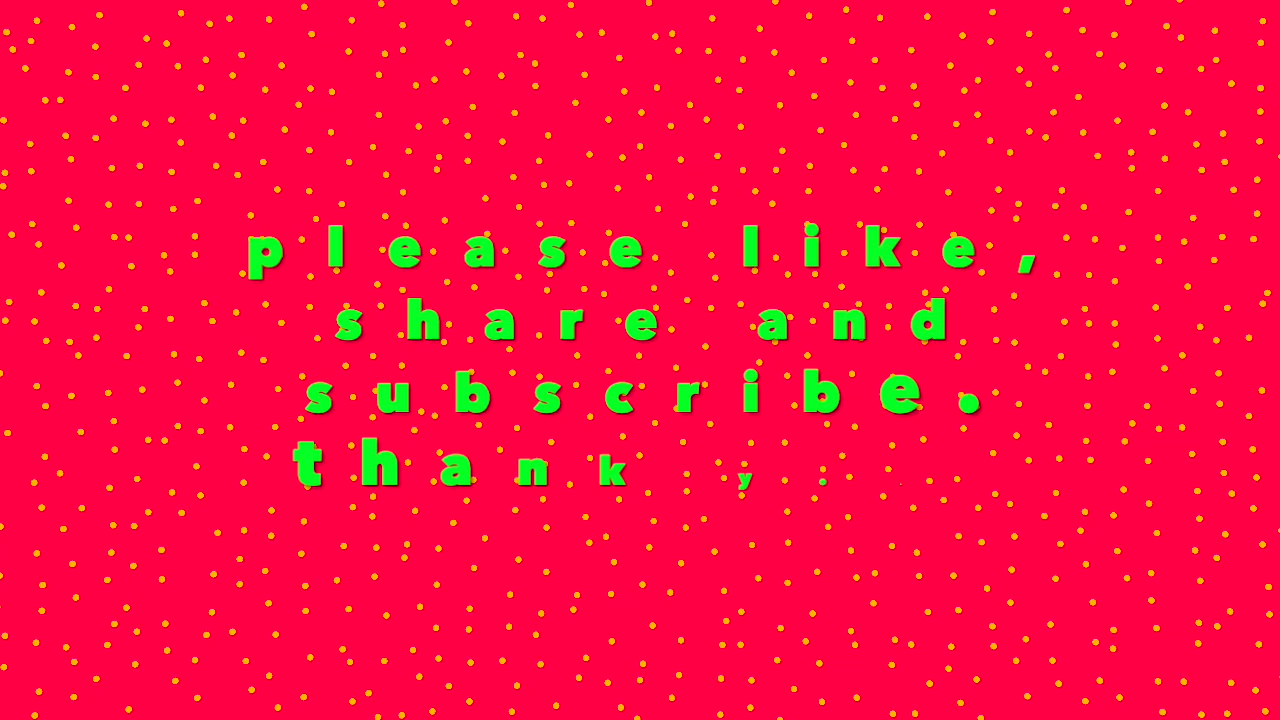 please like,
share and
subscribe.
thank y